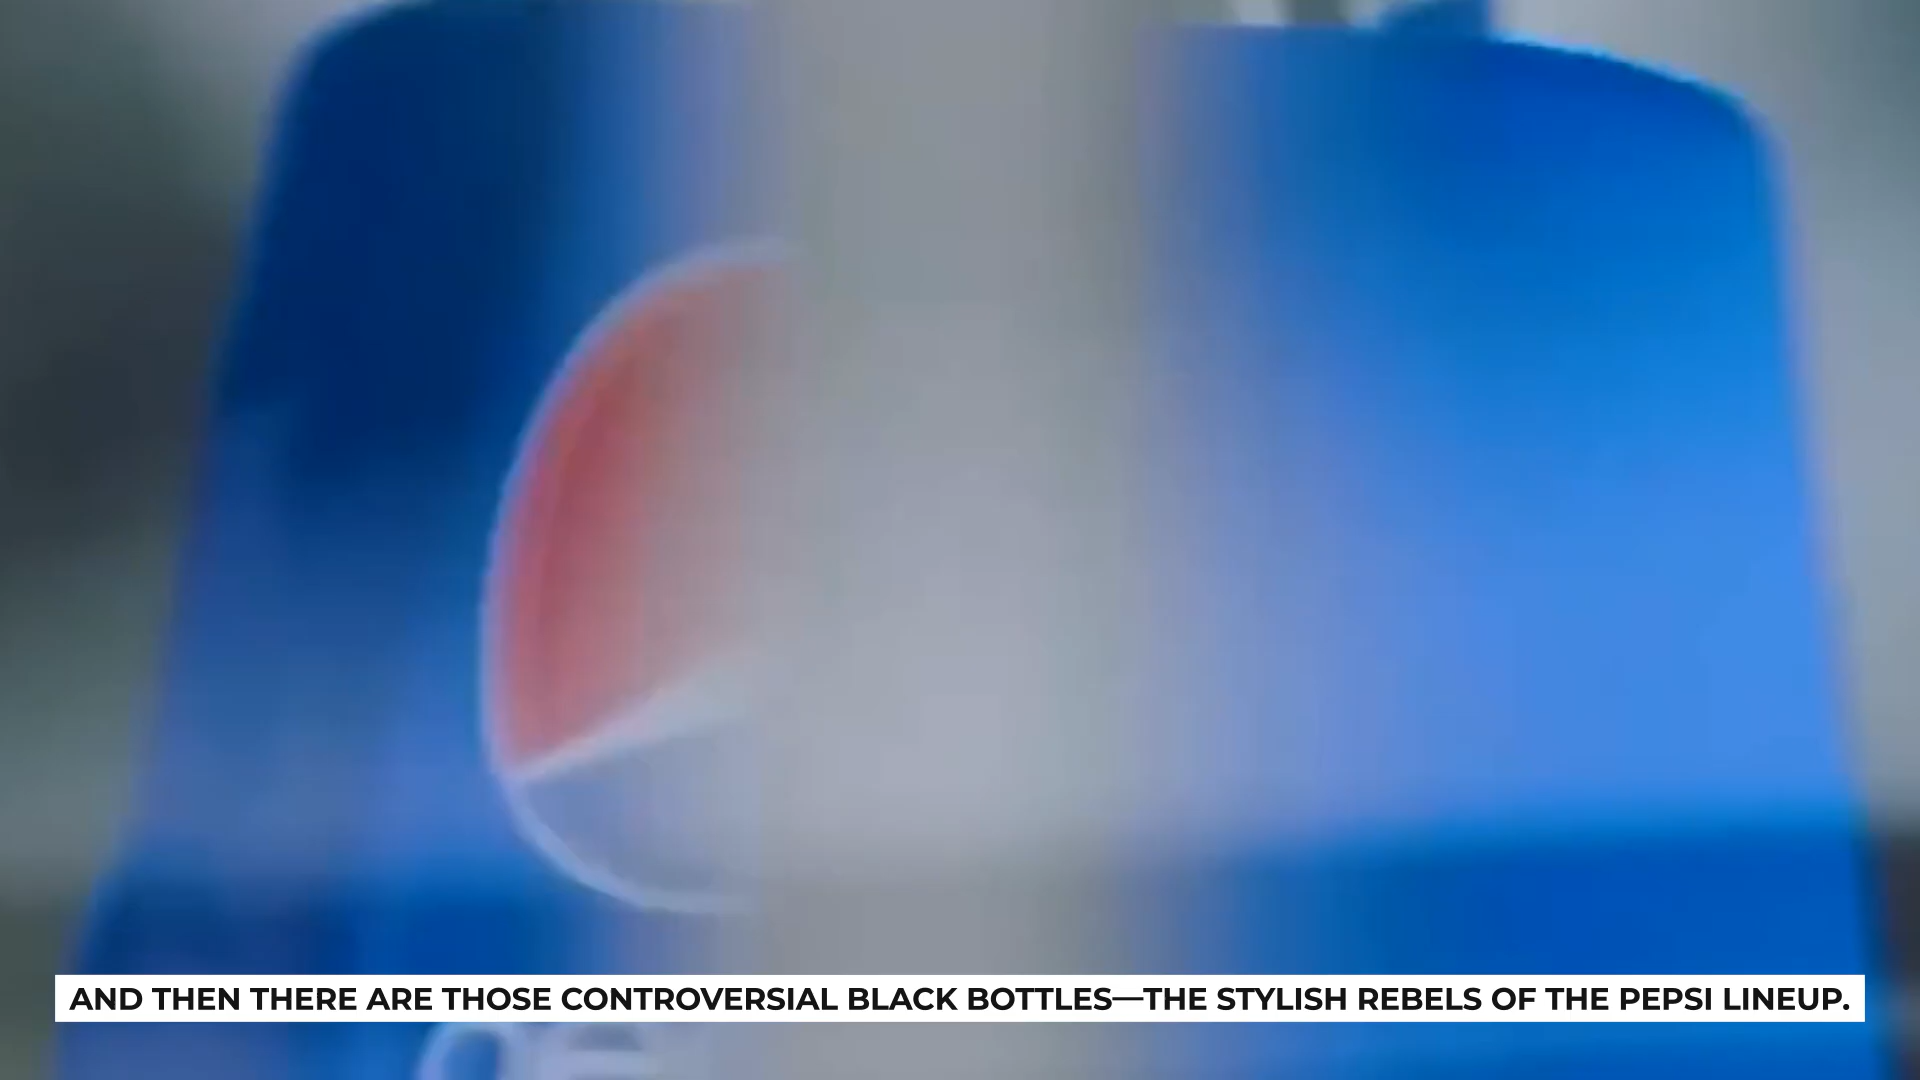 AND THEN THERE ARE THOSE CONTROVERSIAL BLACK BOTTLES—THE STYLISH REBELS OF THE PEPSI LINEUP.